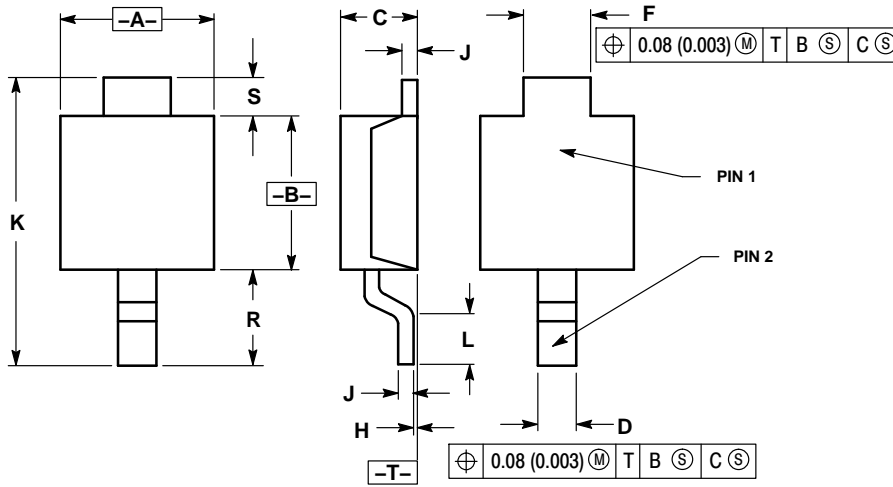 –A–
C
F
J
⌖ 0.08 (0.003) Ⓜ T B Ⓢ C Ⓢ
S
–B–
PIN 1
K
PIN 2
R
L
J
H
D
–T–
⌖ 0.08 (0.003) Ⓜ T B Ⓢ C Ⓢ